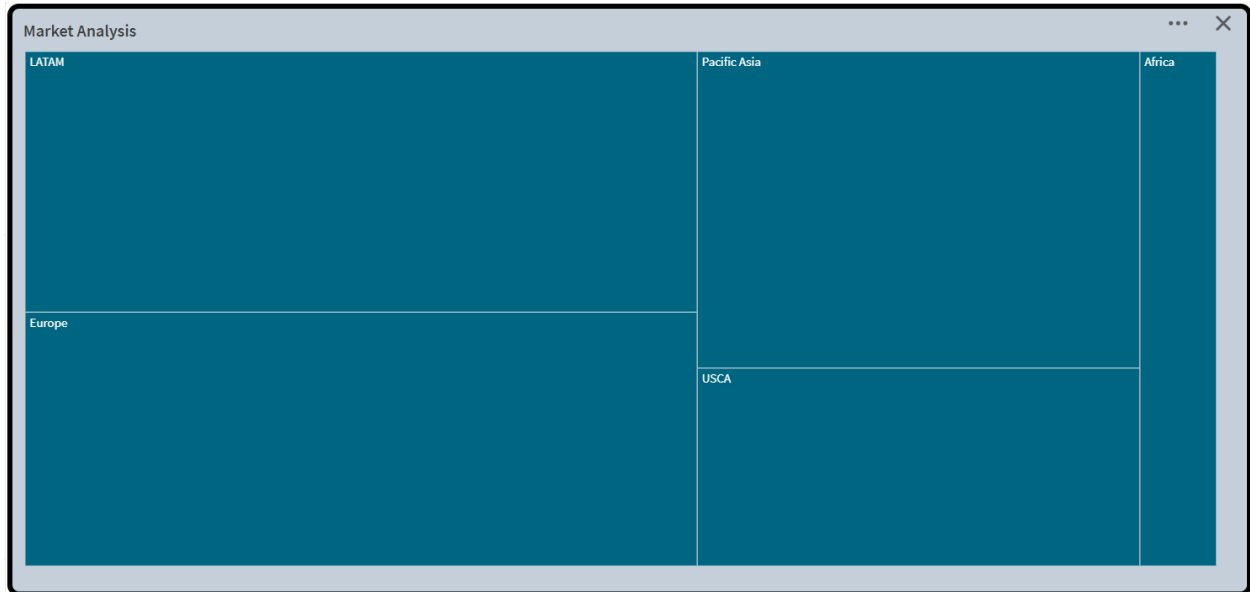 Market Analysis
LATAM
Pacific Asia
Africa
Europe
USCA